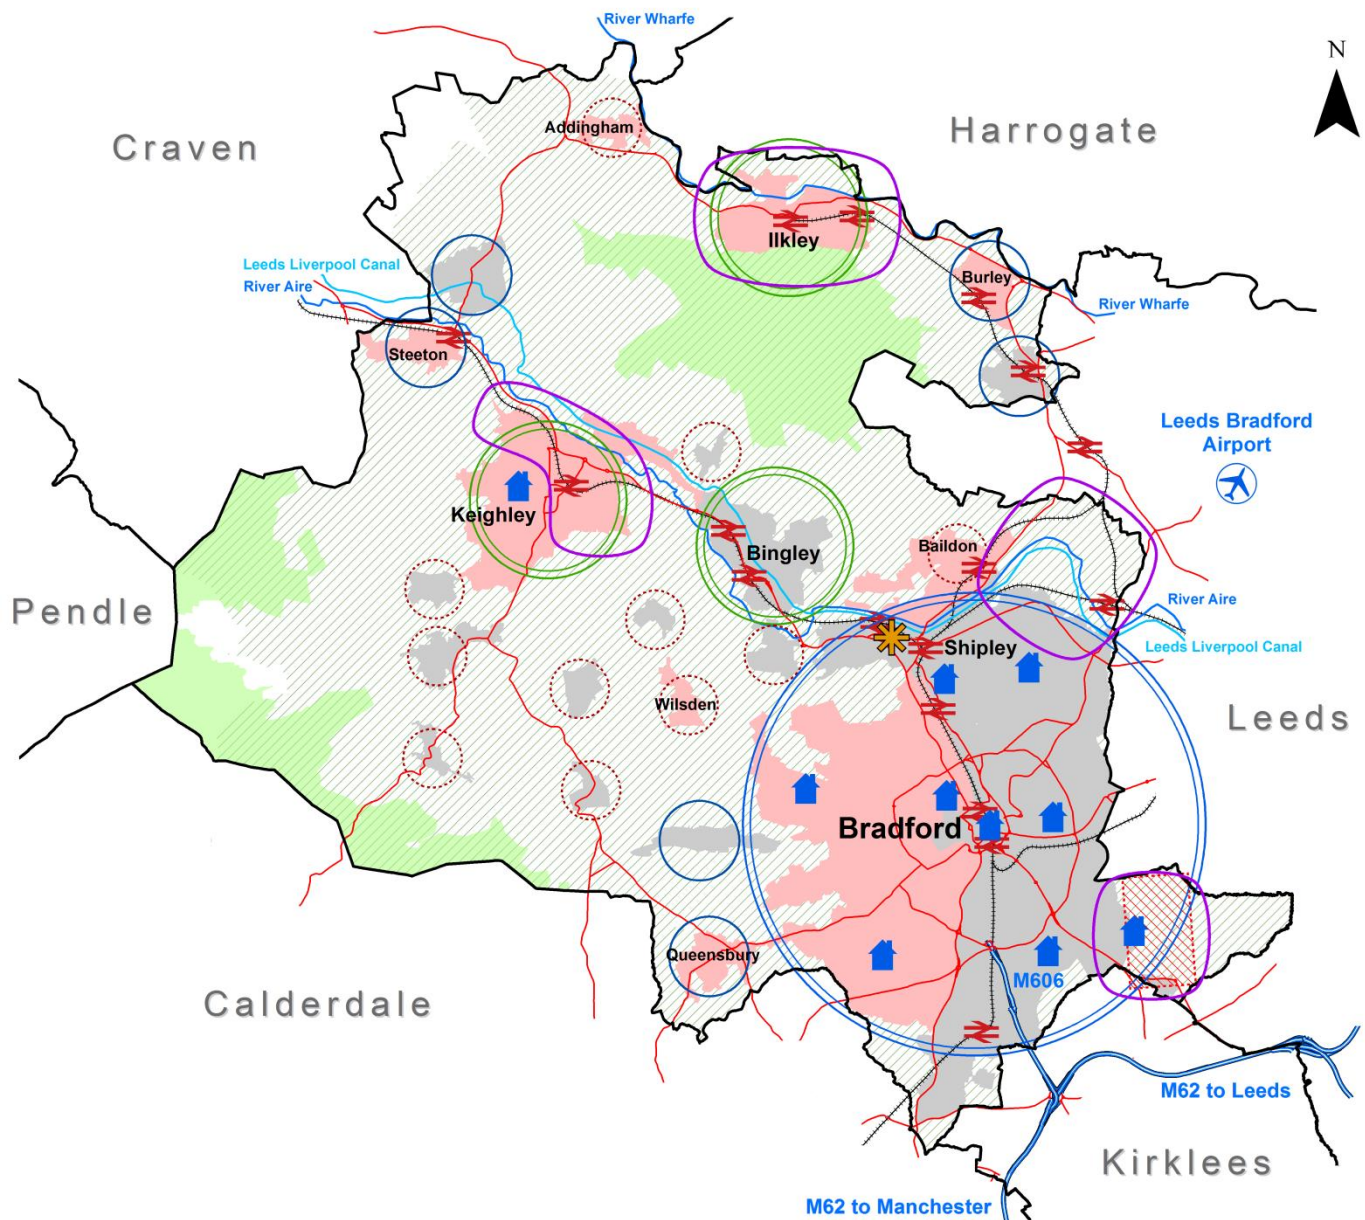 River Wharfe
N
Craven
Addingham
Harrogate
Ilkley
Leeds Liverpool Canal
River Aire
Burley
River Wharfe
Steeton
Leeds Bradford
Airport
Keighley
Bingley
Baildon
Pendle
River Aire
Shipley
Leeds Liverpool Canal
Wilsden
Leeds
Bradford
Queensbury
M606
Calderdale
M62 to Leeds
Kirklees
M62 to Manchester